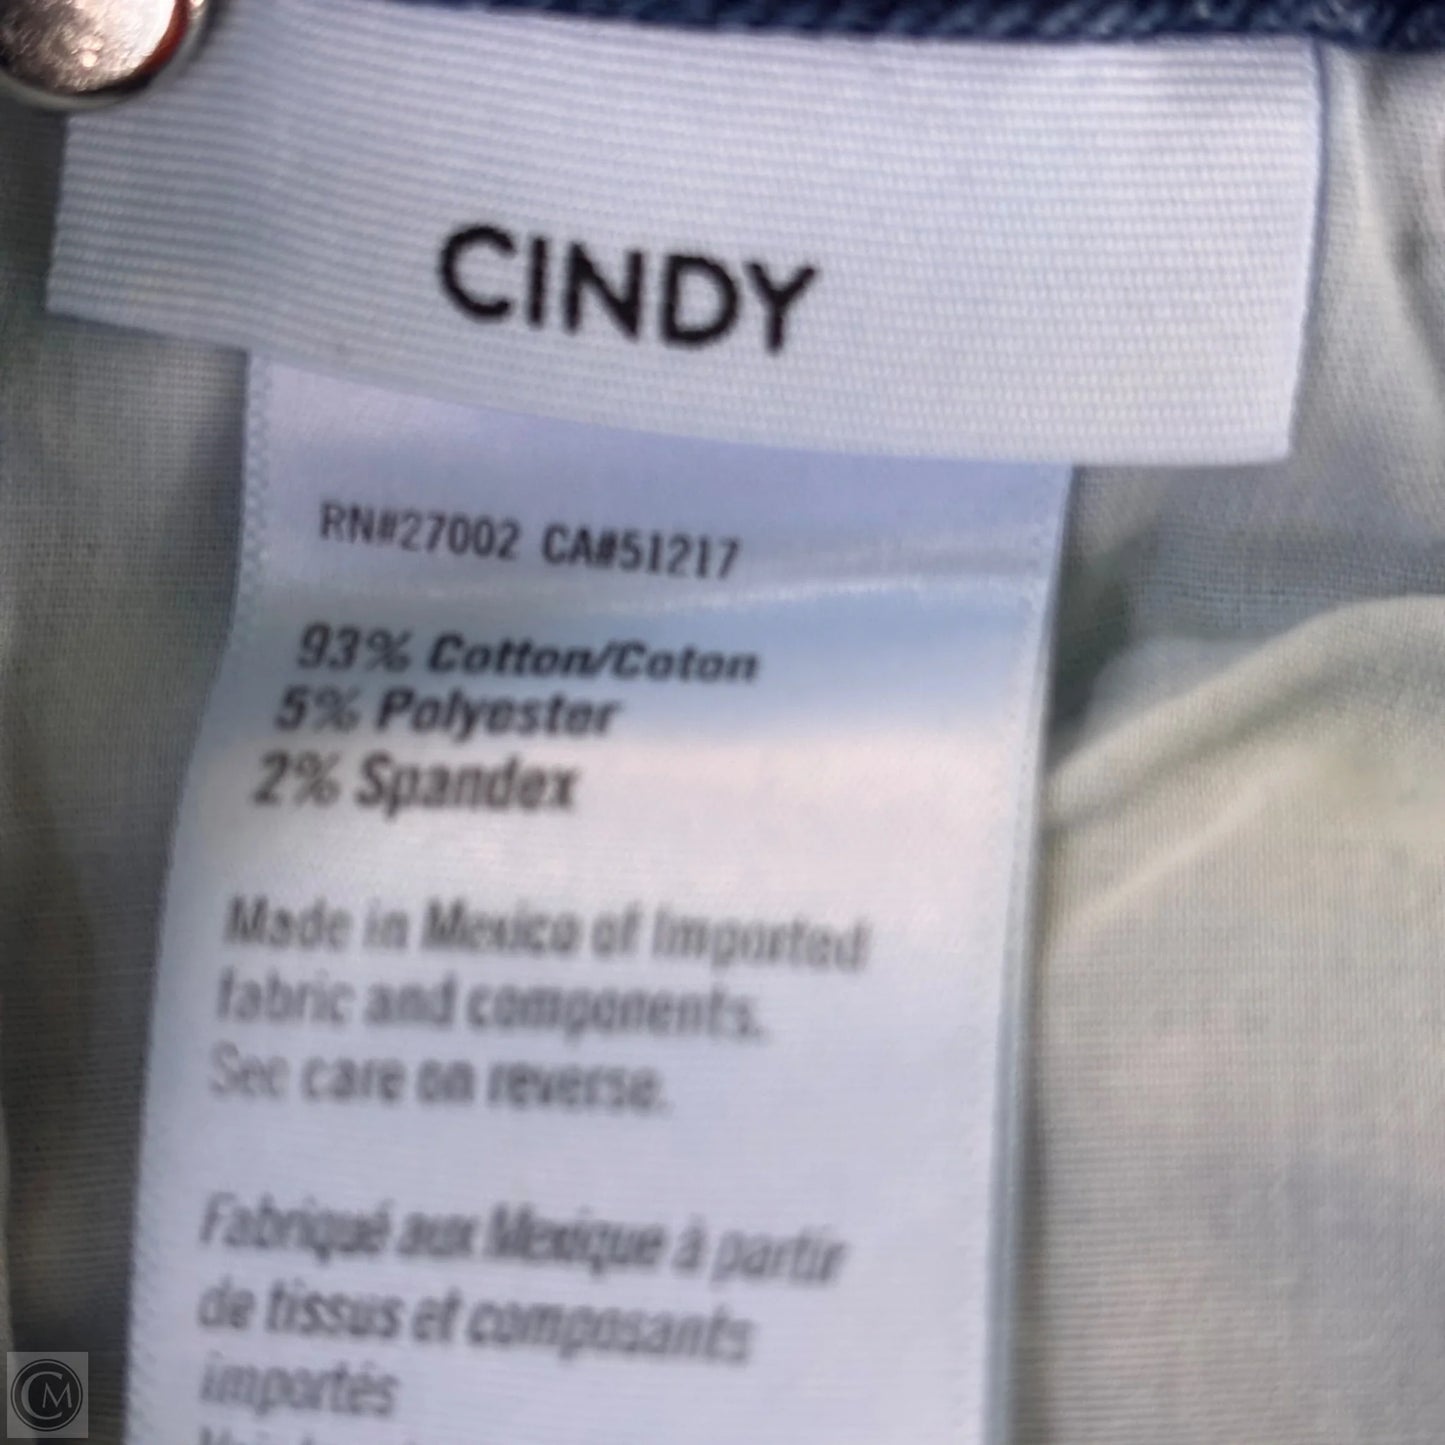 CINDY
RN#27002 CA#51217
93% Cotton/Coton
5% Polyester
2% Spandex
Made in Mexico of Imported
fabric and components.
See care on reverse.
Fabriqué aux Mexique à partir
de tissus et composants
importés
CM